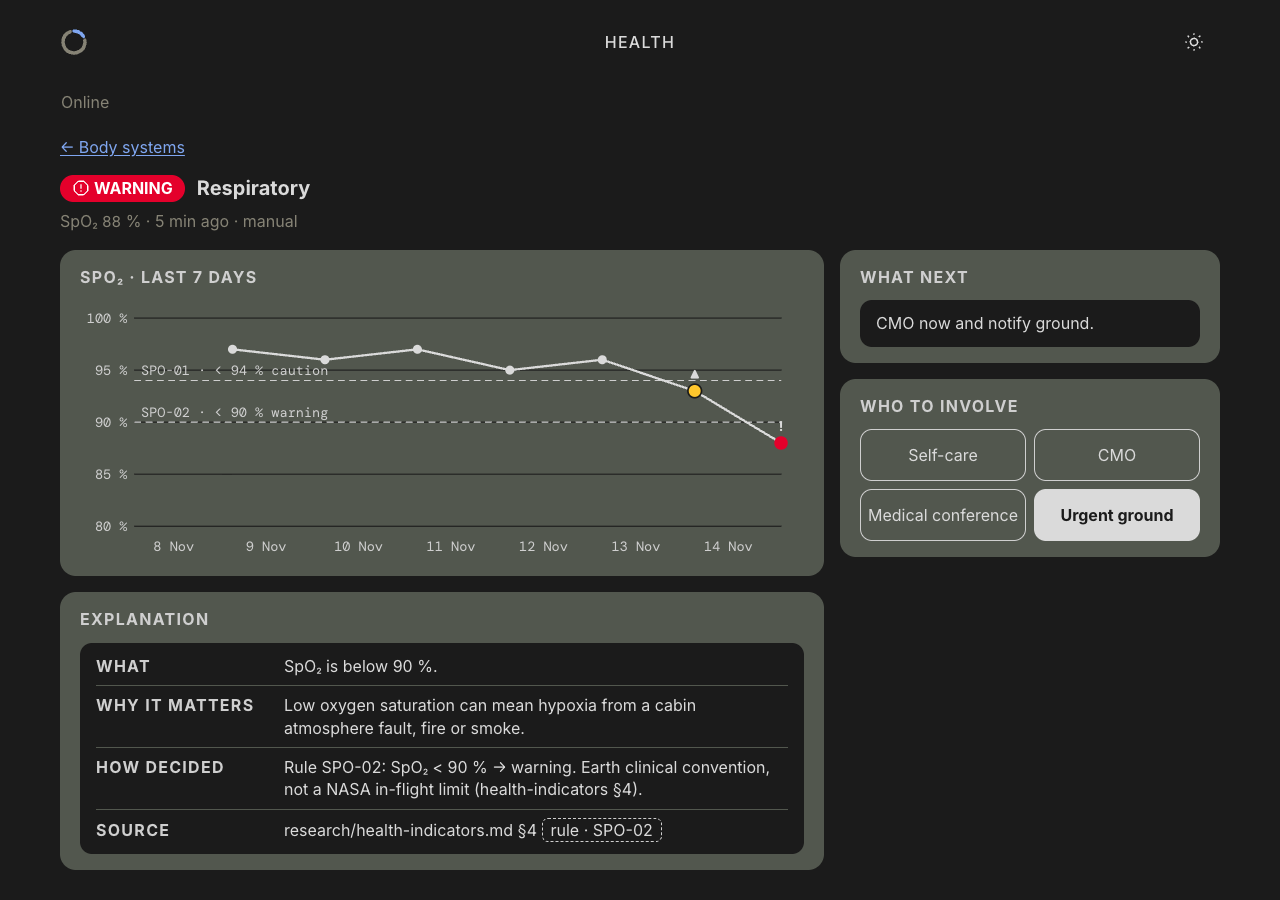 HEALTH
Online
← Body systems
WARNING Respiratory
SpO₂ 88 % · 5 min ago · manual
SPO₂ · LAST 7 DAYS
100 %
95 %
SPO-01 · < 94 % caution
SPO-02 · < 90 % warning
90 %
!
85 %
80 %
8 Nov 9 Nov 10 Nov 11 Nov 12 Nov 13 Nov 14 Nov
WHAT NEXT
CMO now and notify ground.
WHO TO INVOLVE
Self-care CMO
Medical conference Urgent ground
EXPLANATION
WHAT SpO₂ is below 90 %.
WHY IT MATTERS Low oxygen saturation can mean hypoxia from a cabin
atmosphere fault, fire or smoke.
HOW DECIDED Rule SPO-02: SpO₂ < 90 % → warning. Earth clinical convention,
not a NASA in-flight limit (health-indicators §4).
SOURCE research/health-indicators.md §4 rule · SPO-02